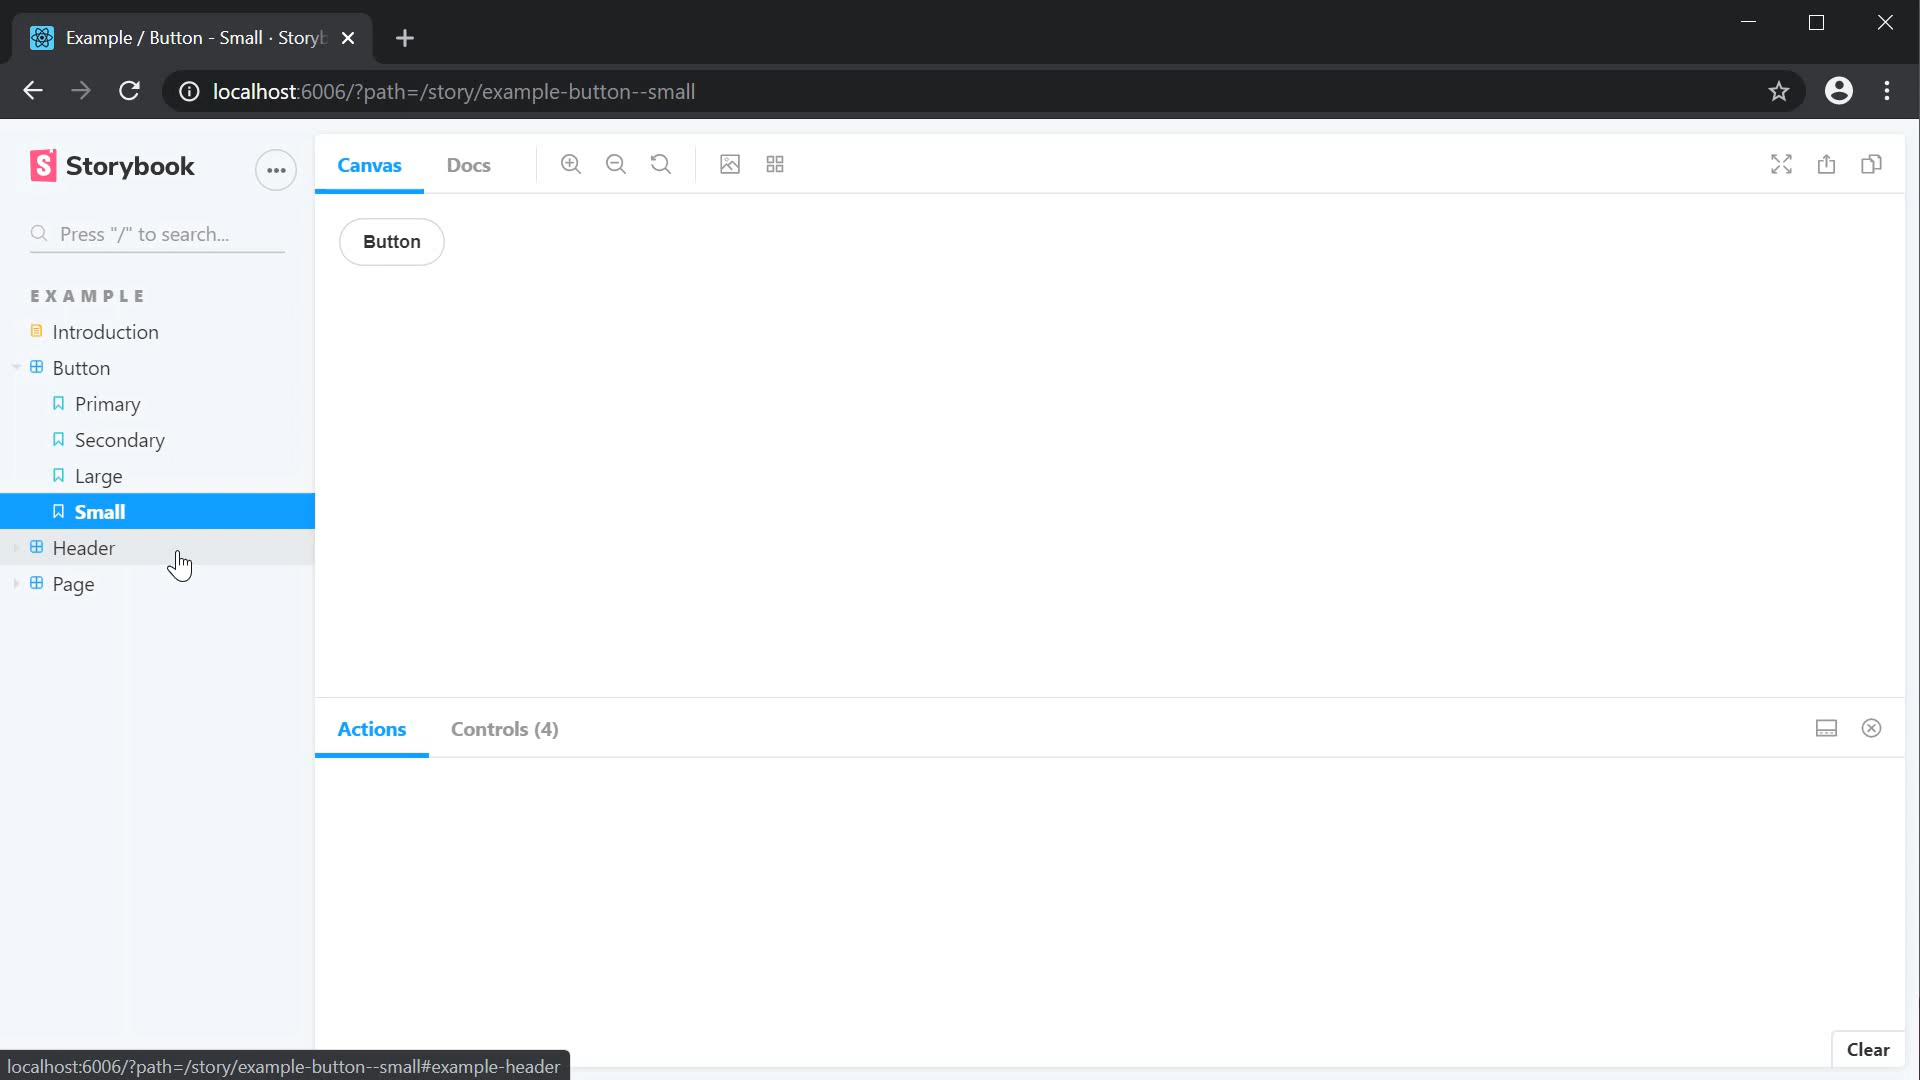 Example / Button - Small · Storyb
localhost:6006/?path=/story/example-button--small
Storybook
Canvas
Docs
Press "/" to search...
Button
EXAMPLE
Introduction
Button
Primary
Secondary
Large
Small
Header
Page
Actions
Controls (4)
Clear
localhost:6006/?path=/story/example-button--small#example-header